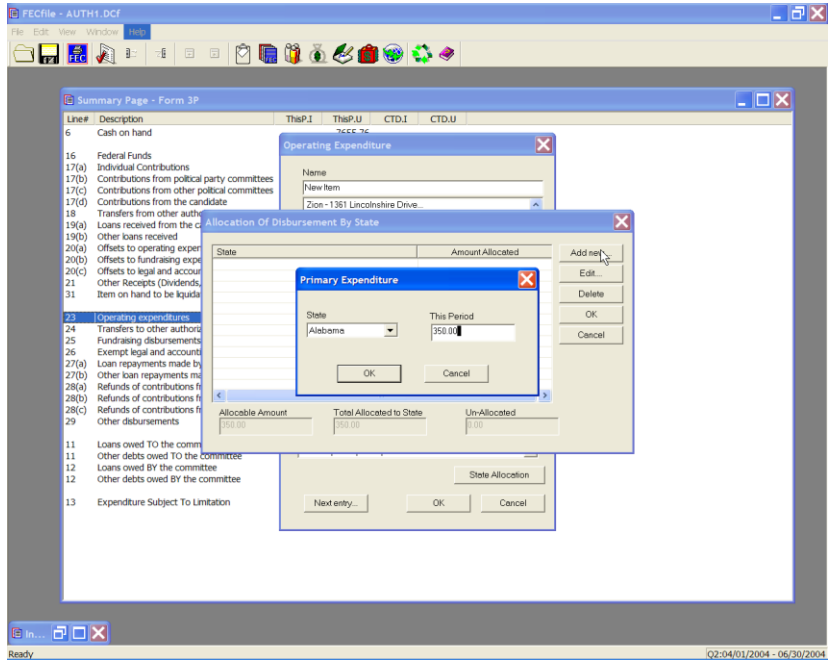 FECfile - AUTH1.DCf
File Edit View Window Help
Summary Page - Form 3P
Line# Description ThisP.I ThisP.U CTD.I CTD.U
6 Cash on hand 7655.76
16 Federal Funds
17(a) Individual Contributions
17(b) Contributions from political party committees
17(c) Contributions from other political committees
17(d) Contributions from the candidate
18 Transfers from other autho
19(a) Loans received from the c
19(b) Other loans received
20(a) Offsets to operating exper
20(b) Offsets to fundraising expe
20(c) Offsets to legal and accour
21 Other Receipts (Dividends,
31 Item on hand to be liquida
23 Operating expenditures
24 Transfers to other authoriz
25 Fundraising disbursements
26 Exempt legal and accounti
27(a) Loan repayments made by
27(b) Other loan repayments ma
28(a) Refunds of contributions fr
28(b) Refunds of contributions fr
28(c) Refunds of contributions fr
29 Other disbursements
11 Loans owed TO the comm
11 Other debts owed TO the committee
12 Loans owed BY the committee
12 Other debts owed BY the committee
13 Expenditure Subject To Limitation
Operating Expenditure
Name
New Item
Zion - 1361 Lincolnshire Drive...
Allocation Of Disbursement By State
State Amount Allocated
Add new
Edit...
Delete
OK
Cancel
Primary Expenditure
State This Period
Alabama 350.00
OK Cancel
Allocable Amount Total Allocated to State Un-Allocated
350.00 350.00 0.00
State Allocation
Next entry... OK Cancel
In...
Ready Q2:04/01/2004 - 06/30/2004